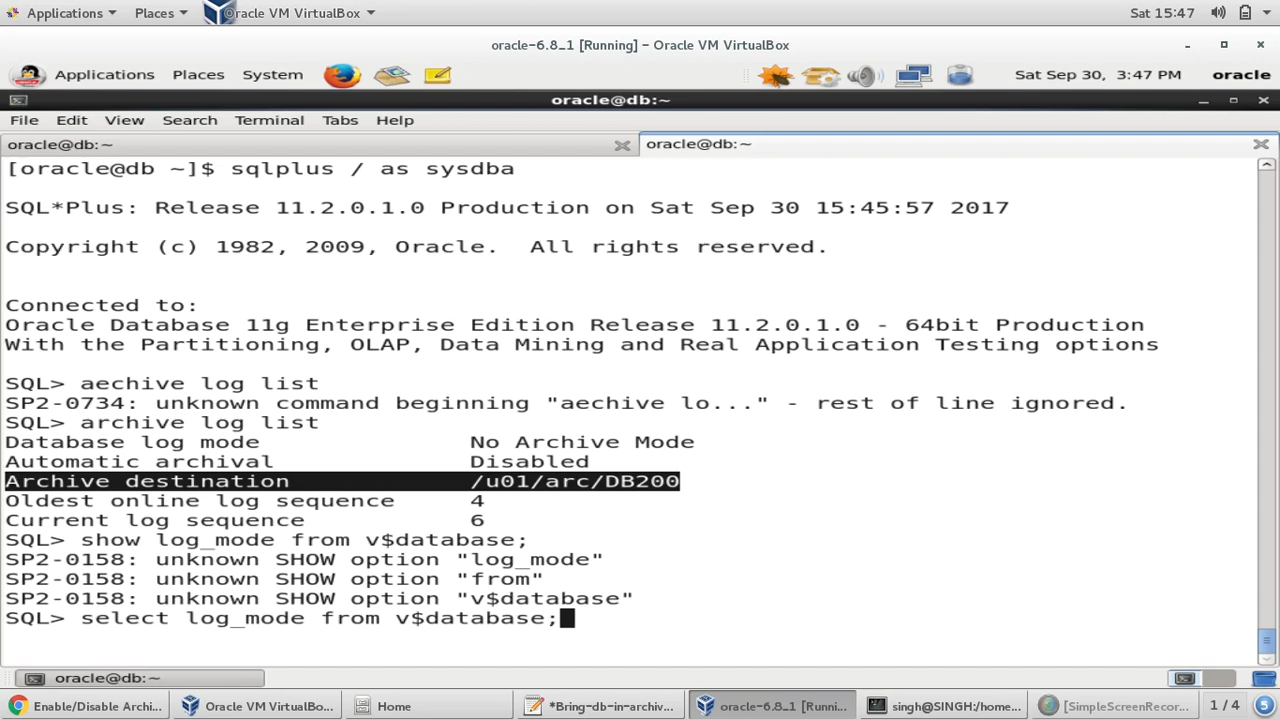 Applications Places Oracle VM VirtualBox Sat 15:47
oracle-6.8_1 [Running] – Oracle VM VirtualBox
Applications Places System Sat Sep 30, 3:47 PM oracle
oracle@db:~
File Edit View Search Terminal Tabs Help
oracle@db:~ oracle@db:~
[oracle@db ~]$ sqlplus / as sysdba
SQL*Plus: Release 11.2.0.1.0 Production on Sat Sep 30 15:45:57 2017
Copyright (c) 1982, 2009, Oracle.  All rights reserved.
Connected to:
Oracle Database 11g Enterprise Edition Release 11.2.0.1.0 - 64bit Production
With the Partitioning, OLAP, Data Mining and Real Application Testing options
SQL> aechive log list
SP2-0734: unknown command beginning "aechive lo..." - rest of line ignored.
SQL> archive log list
Database log mode No Archive Mode
Automatic archival Disabled
Archive destination /u01/arc/DB200
Oldest online log sequence 4
Current log sequence 6
SQL> show log_mode from v$database;
SP2-0158: unknown SHOW option "log_mode"
SP2-0158: unknown SHOW option "from"
SP2-0158: unknown SHOW option "v$database"
SQL> select log_mode from v$database;
oracle@db:~
Enable/Disable Archi... Oracle VM VirtualBo... Home *Bring-db-in-archiv... oracle-6.8_1 [Runni... singh@SINGH:/home... [SimpleScreenRecor... 1 / 4 5